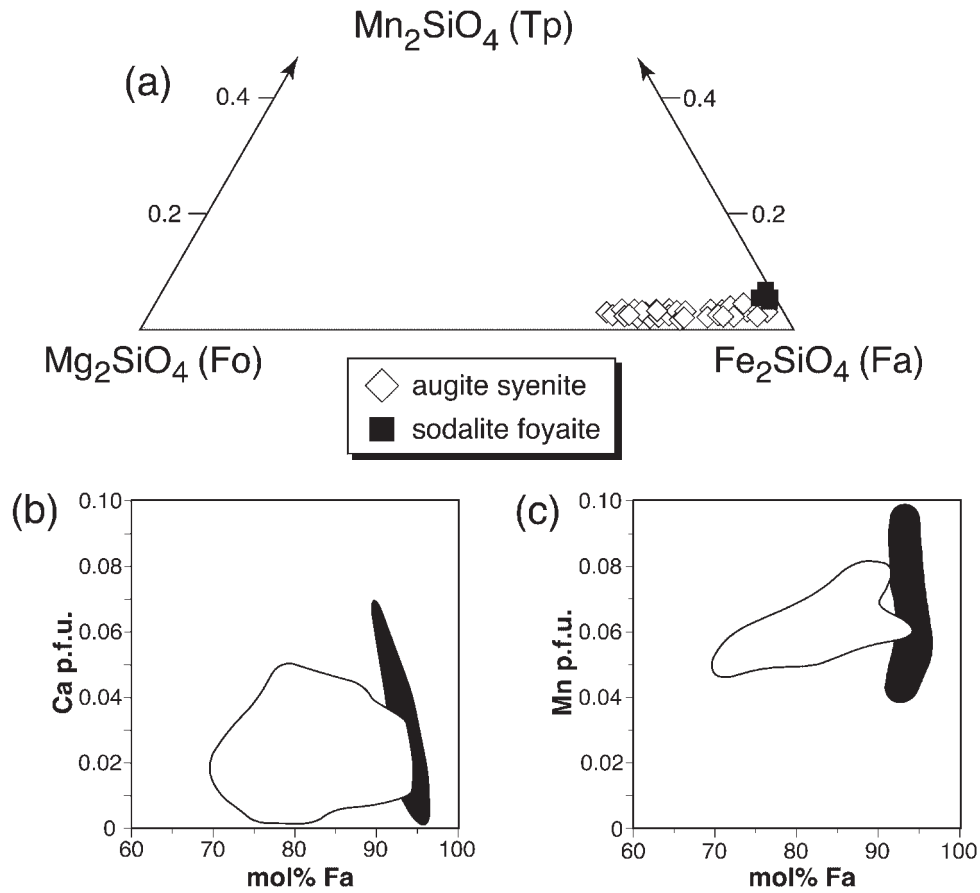 Mn₂SiO₄ (Tp)
(a)
0.4
0.4
0.2
0.2
Mg₂SiO₄ (Fo)
Fe₂SiO₄ (Fa)
augite syenite
sodalite foyaite
(b)
0.10
0.08
0.06
0.04
0.02
0
Ca p.f.u.
60 70 80 90 100
mol% Fa
(c)
0.10
0.08
0.06
0.04
0.02
0
Mn p.f.u.
60 70 80 90 100
mol% Fa